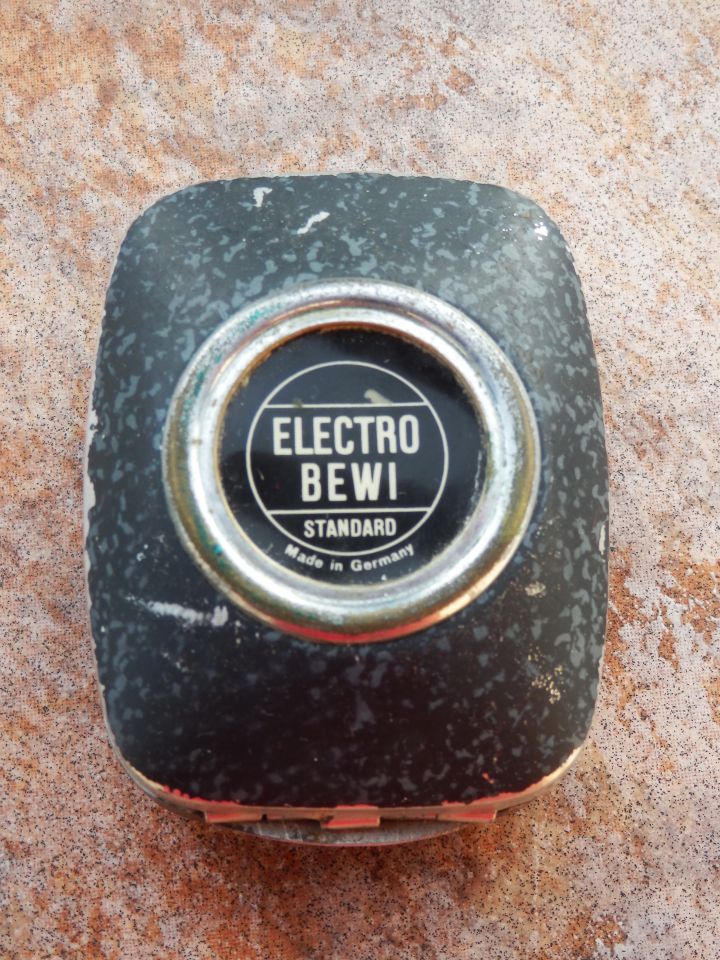 ELECTRO
BEWI
STANDARD
Made in Germany